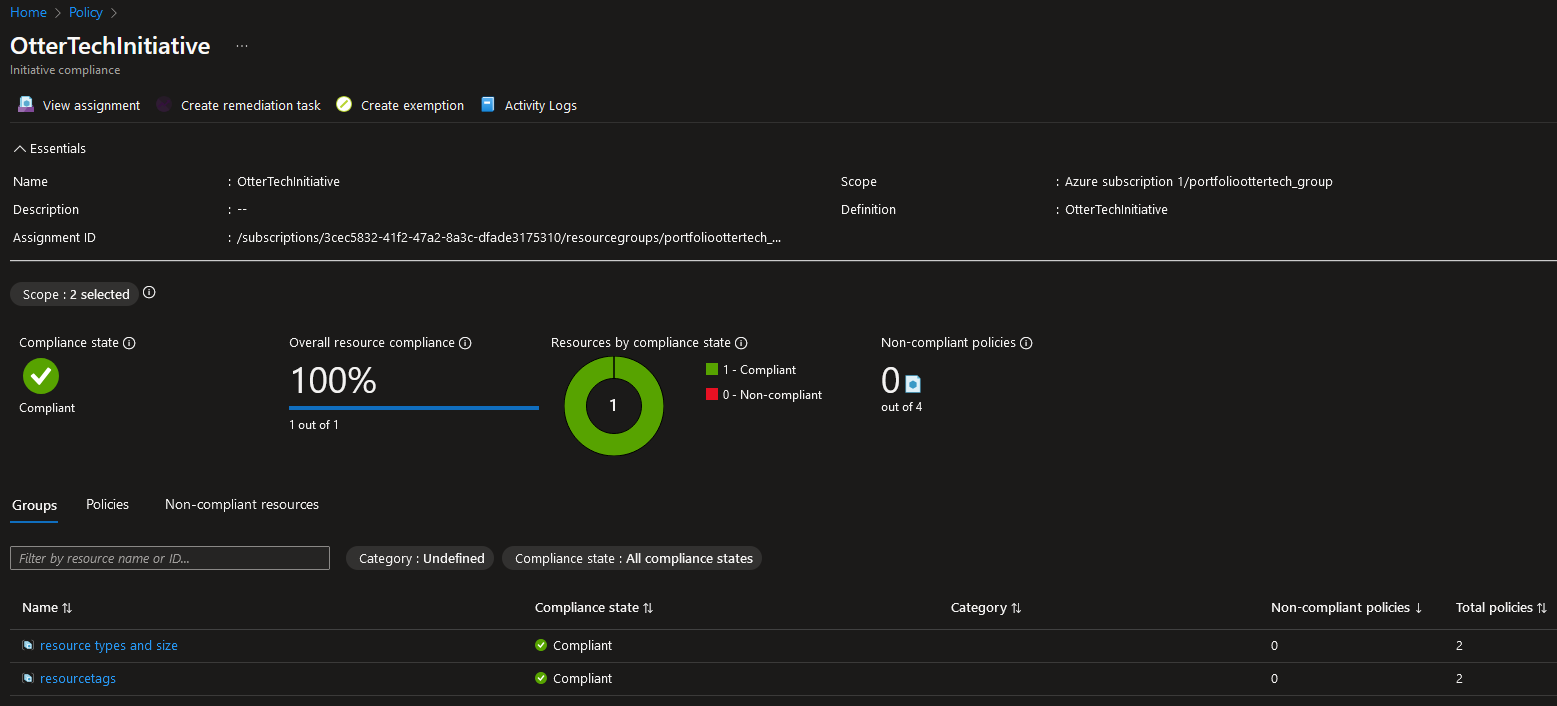 Home > Policy >
OtterTechInitiative ...
Initiative compliance
View assignment Create remediation task Create exemption Activity Logs
Essentials
Name : OtterTechInitiative Scope : Azure subscription 1/portfolioottertech_group
Description : -- Definition : OtterTechInitiative
Assignment ID : /subscriptions/3cec5832-41f2-47a2-8a3c-dfade3175310/resourcegroups/portfolioottertech_...
Scope : 2 selected
Compliance state Overall resource compliance Resources by compliance state Non-compliant policies
100% 1 1 - Compliant 0
Compliant 0 - Non-compliant out of 4
1 out of 1
Groups Policies Non-compliant resources
Filter by resource name or ID... Category : Undefined Compliance state : All compliance states
Name ↑↓ Compliance state ↑↓ Category ↑↓ Non-compliant policies ↓ Total policies ↑↓
resource types and size Compliant 0 2
resourcetags Compliant 0 2